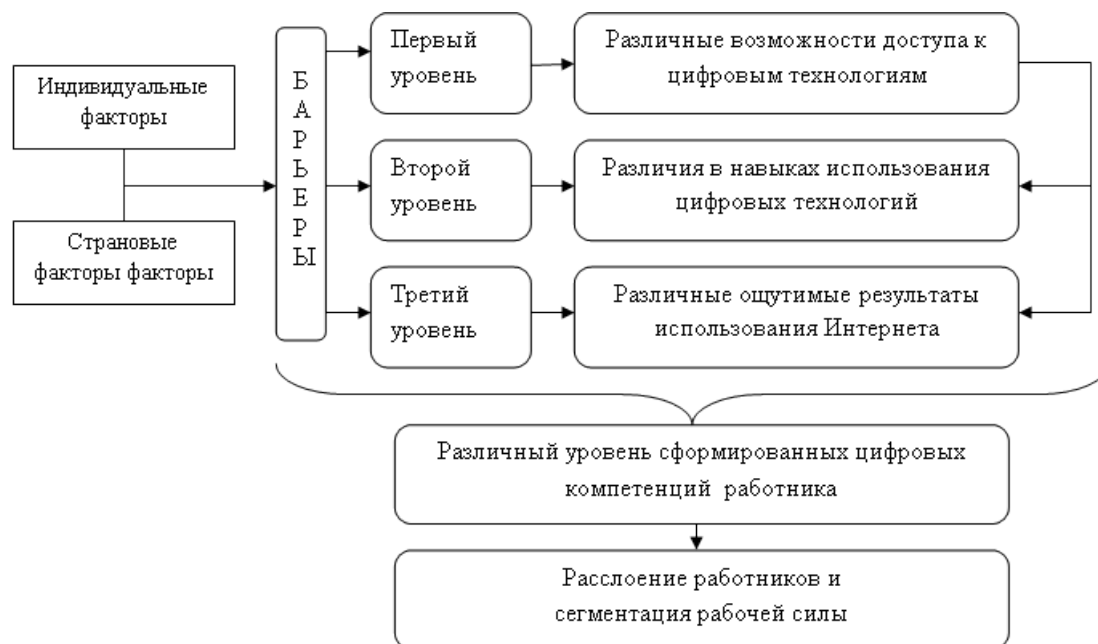 Индивидуальные
факторы
Страновые
факторы факторы
Б
А
Р
Ь
Е
Р
Ы
Первый
уровень
Различные возможности доступа к
цифровым технологиям
Второй
уровень
Различия в навыках использования
цифровых технологий
Третий
уровень
Различные ощутимые результаты
использования Интернета
Различный уровень сформированных цифровых
компетенций работника
Расслоение работников и
сегментация рабочей силы